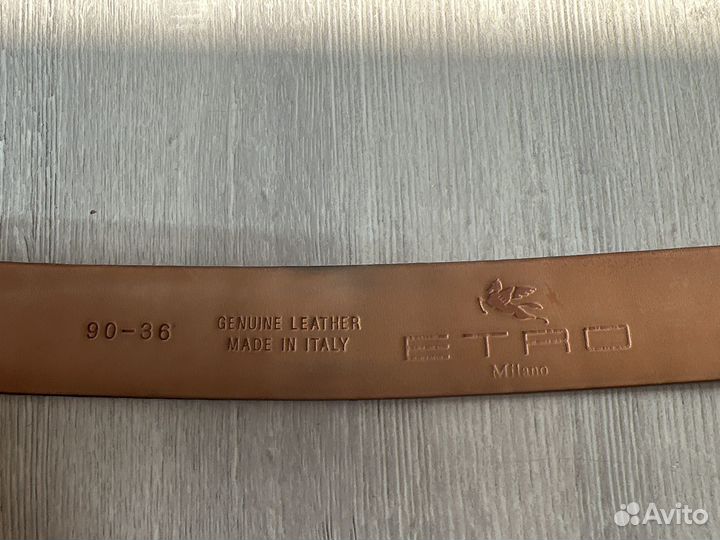 90-36
GENUINE LEATHER
MADE IN ITALY
ETRO
Milano
Avito